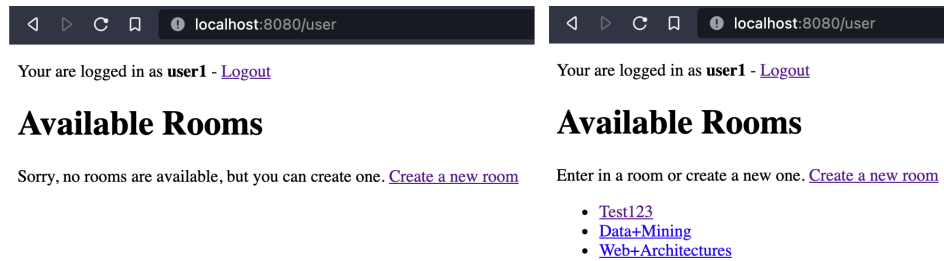 localhost:8080/user
Your are logged in as user1 - Logout
Available Rooms
Sorry, no rooms are available, but you can create one. Create a new room
localhost:8080/user
Your are logged in as user1 - Logout
Available Rooms
Enter in a room or create a new one. Create a new room
Test123
Data+Mining
Web+Architectures